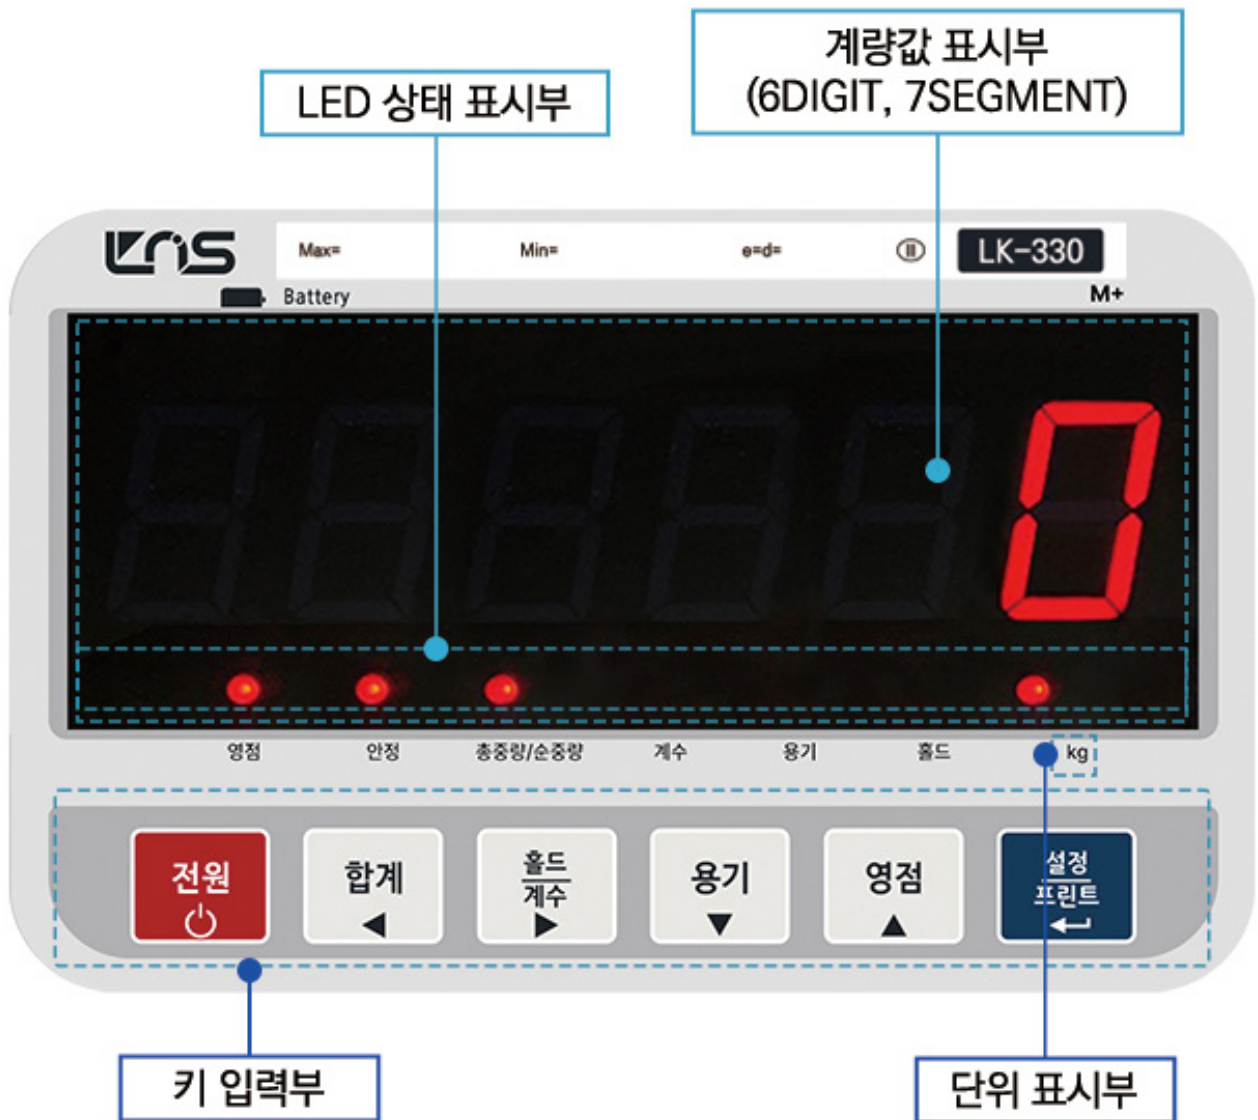 계량값 표시부
(6DIGIT, 7SEGMENT)
LED 상태 표시부
Max=
Min=
e=d=
Ⅲ
LK-330
Battery
M+
0
영점
안정
총중량/순중량
계수
용기
홀드
kg
전원
합계
홀드
계수
용기
영점
설정
프린트
키 입력부
단위 표시부